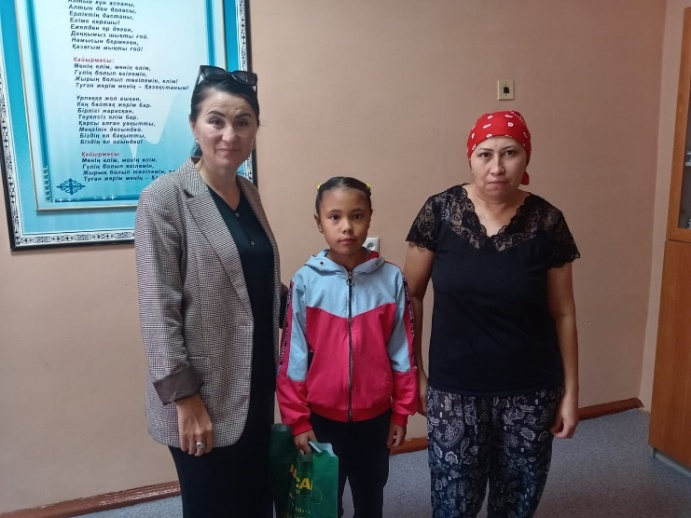 Алтын күн аспаны,
Алтын дән даласы,
Ерліктің дастаны,
Еліме қарашы!
Ежелден ер деген,
Даңқымыз шықты ғой!
Намысын бермеген,
Қазағым мықты ғой!
Қайырмасы:
Менің елім, менің елім,
Гүлің болып егілемін,
Жырың болып төгілемін, елім!
Туған жерім менің – Қазақстаным!
Ұрпаққа жол ашқан,
Кең байтақ жерім бар.
Бірлігі жарасқан,
Тәуелсіз елім бар.
Қарсы алған уақытты,
Мәңгілік досындай.
Біздің ел бақытты,
Біздің ел осындай!
Қайырмасы:
Менің елім, менің елім,
Гүлің болып егілемін,
Жырың болып төгілемін
Туған жерім менің – Қ